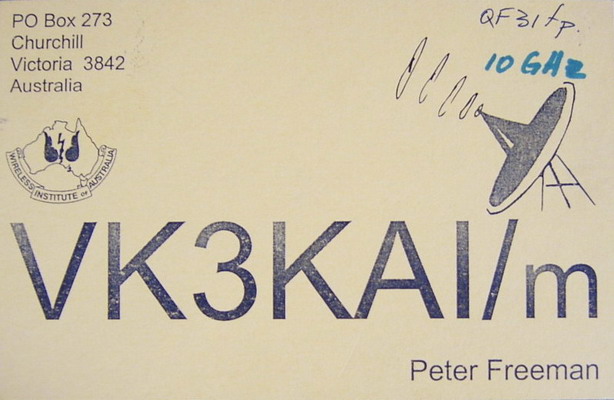 PO Box 273
Churchill
Victoria 3842
Australia
QF31fp.
10 GHz
WIRELESS INSTITUTE OF AUSTRALIA
VK3KAI/m
Peter Freeman